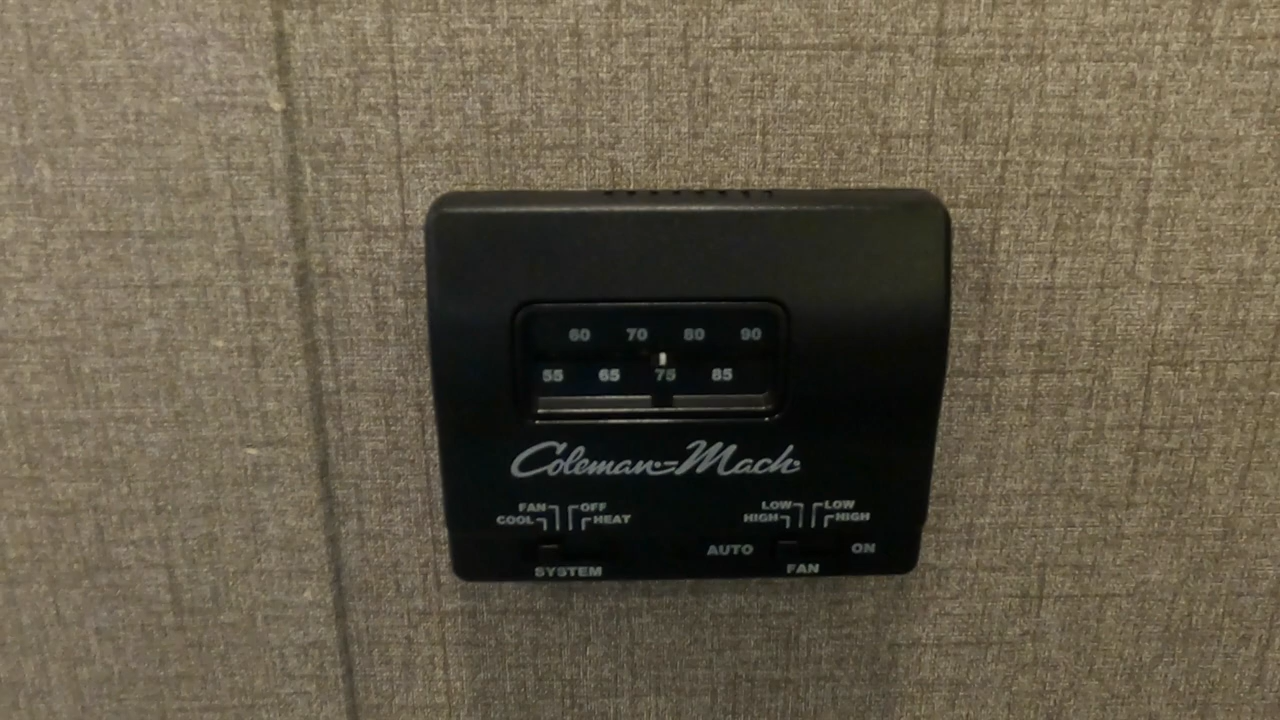 60 70 80 90
55 65 75 85
Coleman-Mach
FAN OFF LOW LOW
COOL HEAT HIGH HIGH
AUTO ON
SYSTEM FAN